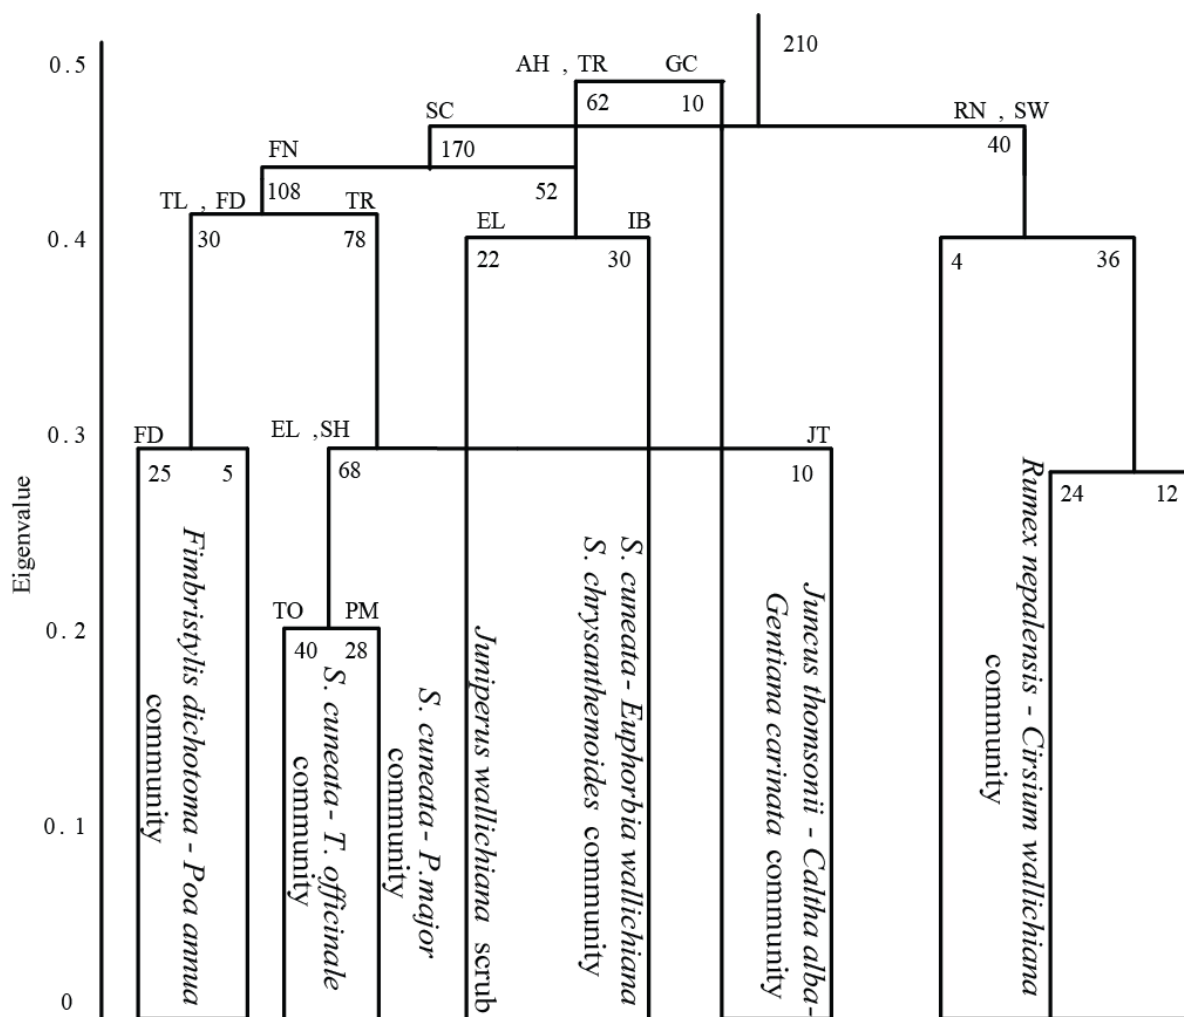 210
0.5
AH , TR GC
62 10
SC
RN , SW
170
40
FN
108 52
TL , FD TR
30 78
EL IB
0.4
22 30
4 36
0.3
FD
EL ,SH
JT
25 5
68
10
24 12
Eigenvalue
0.2
TO PM
40 28
0.1
0
Fimbristylis dichotoma - Poa annua
community
S. cuneata - T. officinale
community
S. cuneata - P.major
community
Juniperus wallichiana scrub
S. cuneata - Euphorbia wallichiana
S. chrysanthemoides community
Juncus thomsonii - Caltha alba-
Gentiana carinata community
Rumex nepalensis - Cirsium wallichiana
community